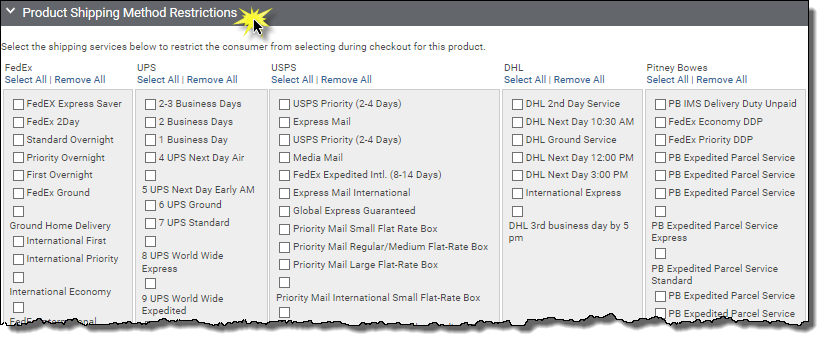 Product Shipping Method Restrictions
Select the shipping services below to restrict the consumer from selecting during checkout for this product.
FedEx
Select All | Remove All
FedEX Express Saver
FedEx 2Day
Standard Overnight
Priority Overnight
First Overnight
FedEx Ground
Ground Home Delivery
International First
International Priority
International Economy
International
UPS
Select All | Remove All
2-3 Business Days
2 Business Days
1 Business Day
4 UPS Next Day Air
5 UPS Next Day Early AM
6 UPS Ground
7 UPS Standard
8 UPS World Wide
Express
9 UPS World Wide
Expedited
USPS
Select All | Remove All
USPS Priority (2-4 Days)
Express Mail
USPS Priority (2-4 Days)
Media Mail
FedEx Expedited Intl. (8-14 Days)
Express Mail International
Global Express Guaranteed
Priority Mail Small Flat Rate Box
Priority Mail Regular/Medium Flat-Rate Box
Priority Mail Large Flat-Rate Box
Priority Mail International Small Flat-Rate Box
DHL
Select All | Remove All
DHL 2nd Day Service
DHL Next Day 10:30 AM
DHL Ground Service
DHL Next Day 12:00 PM
DHL Next Day 3:00 PM
International Express
DHL 3rd business day by 5
pm
Pitney Bowes
Select All | Remove All
PB IMS Delivery Duty Unpaid
FedEx Economy DDP
FedEx Priority DDP
PB Expedited Parcel Service
PB Expedited Parcel Service
PB Expedited Parcel Service
PB Expedited Parcel Service
Express
PB Expedited Parcel Service
Standard
PB Expedited Parcel Service
PB Expedited Parcel Service